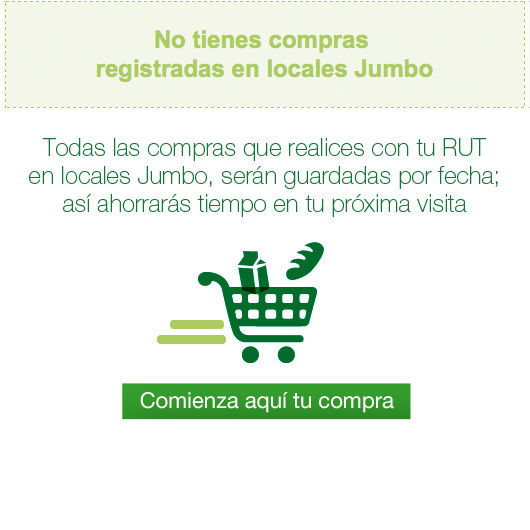 No tienes compras
registradas en locales Jumbo
Todas las compras que realices con tu RUT
en locales Jumbo, serán guardadas por fecha;
así ahorrarás tiempo en tu próxima visita
Comienza aquí tu compra